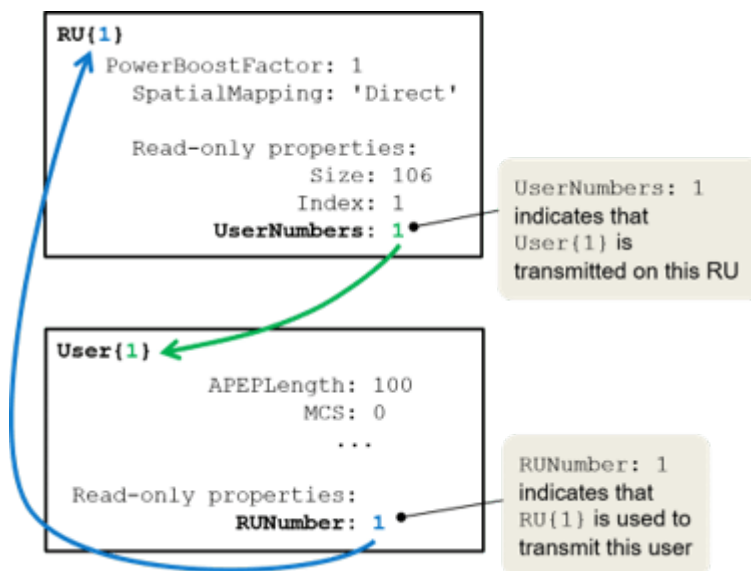 RU{1}
PowerBoostFactor: 1
SpatialMapping: 'Direct'
Read-only properties:
Size: 106
Index: 1
UserNumbers: 1
UserNumbers: 1
indicates that
User{1} is
transmitted on this RU
User{1}
APEPLength: 100
MCS: 0
...
Read-only properties:
RUNumber: 1
RUNumber: 1
indicates that
RU{1} is used to
transmit this user